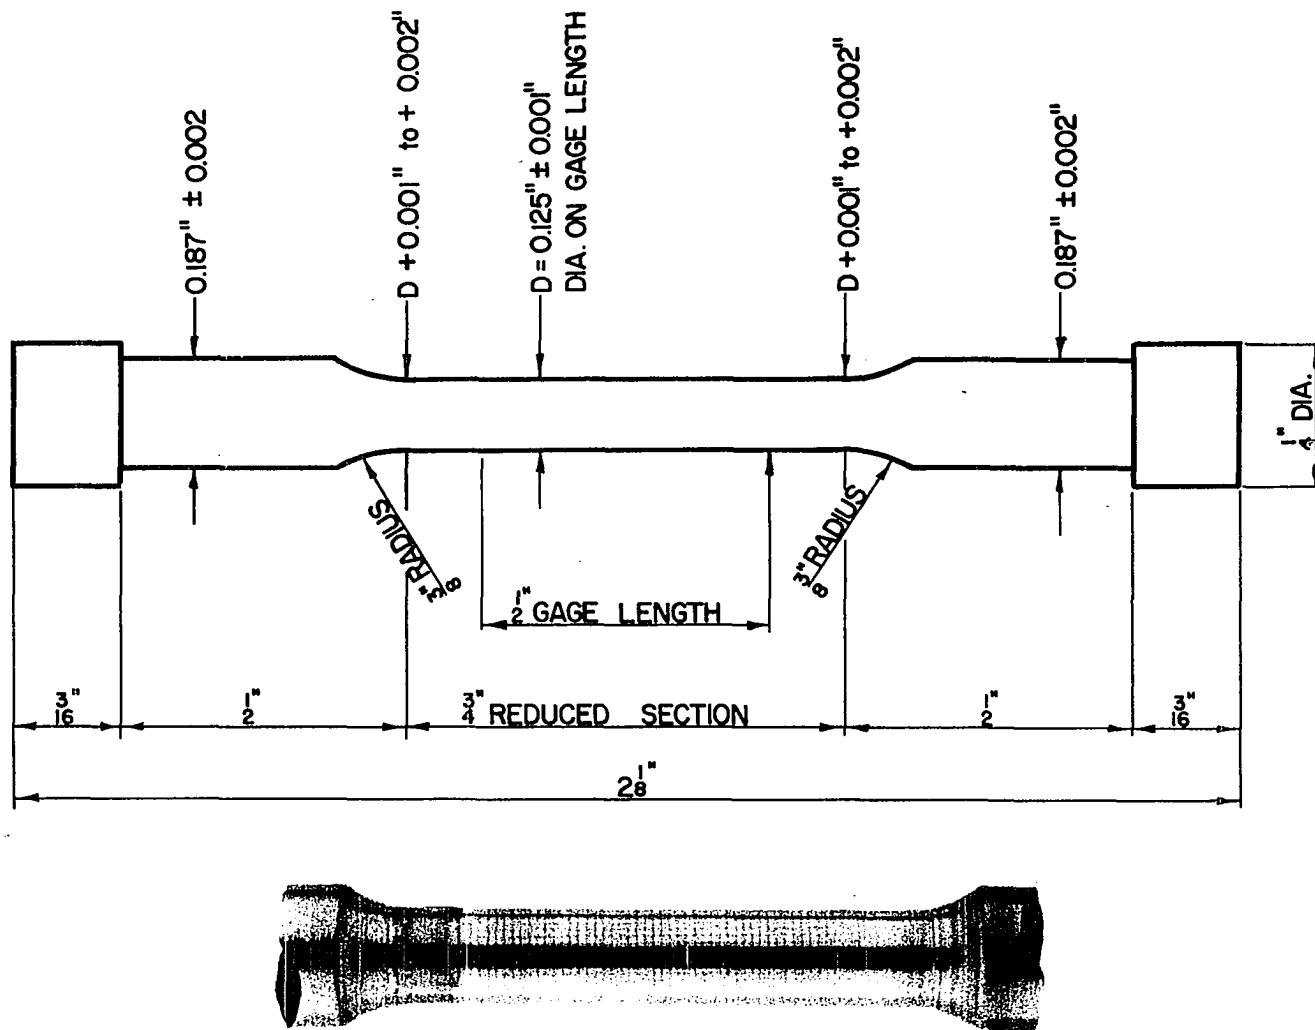 0.187" ± 0.002
D + 0.001" to + 0.002"
D = 0.125" ± 0.001"
DIA. ON GAGE LENGTH
D + 0.001" to + 0.002"
0.187" ± 0.002"
1/4" DIA.
3/8" RADIUS
3/8" RADIUS
1/2" GAGE LENGTH
3/16"
1/2"
3/4" REDUCED SECTION
1/2"
3/16"
2 1/8"